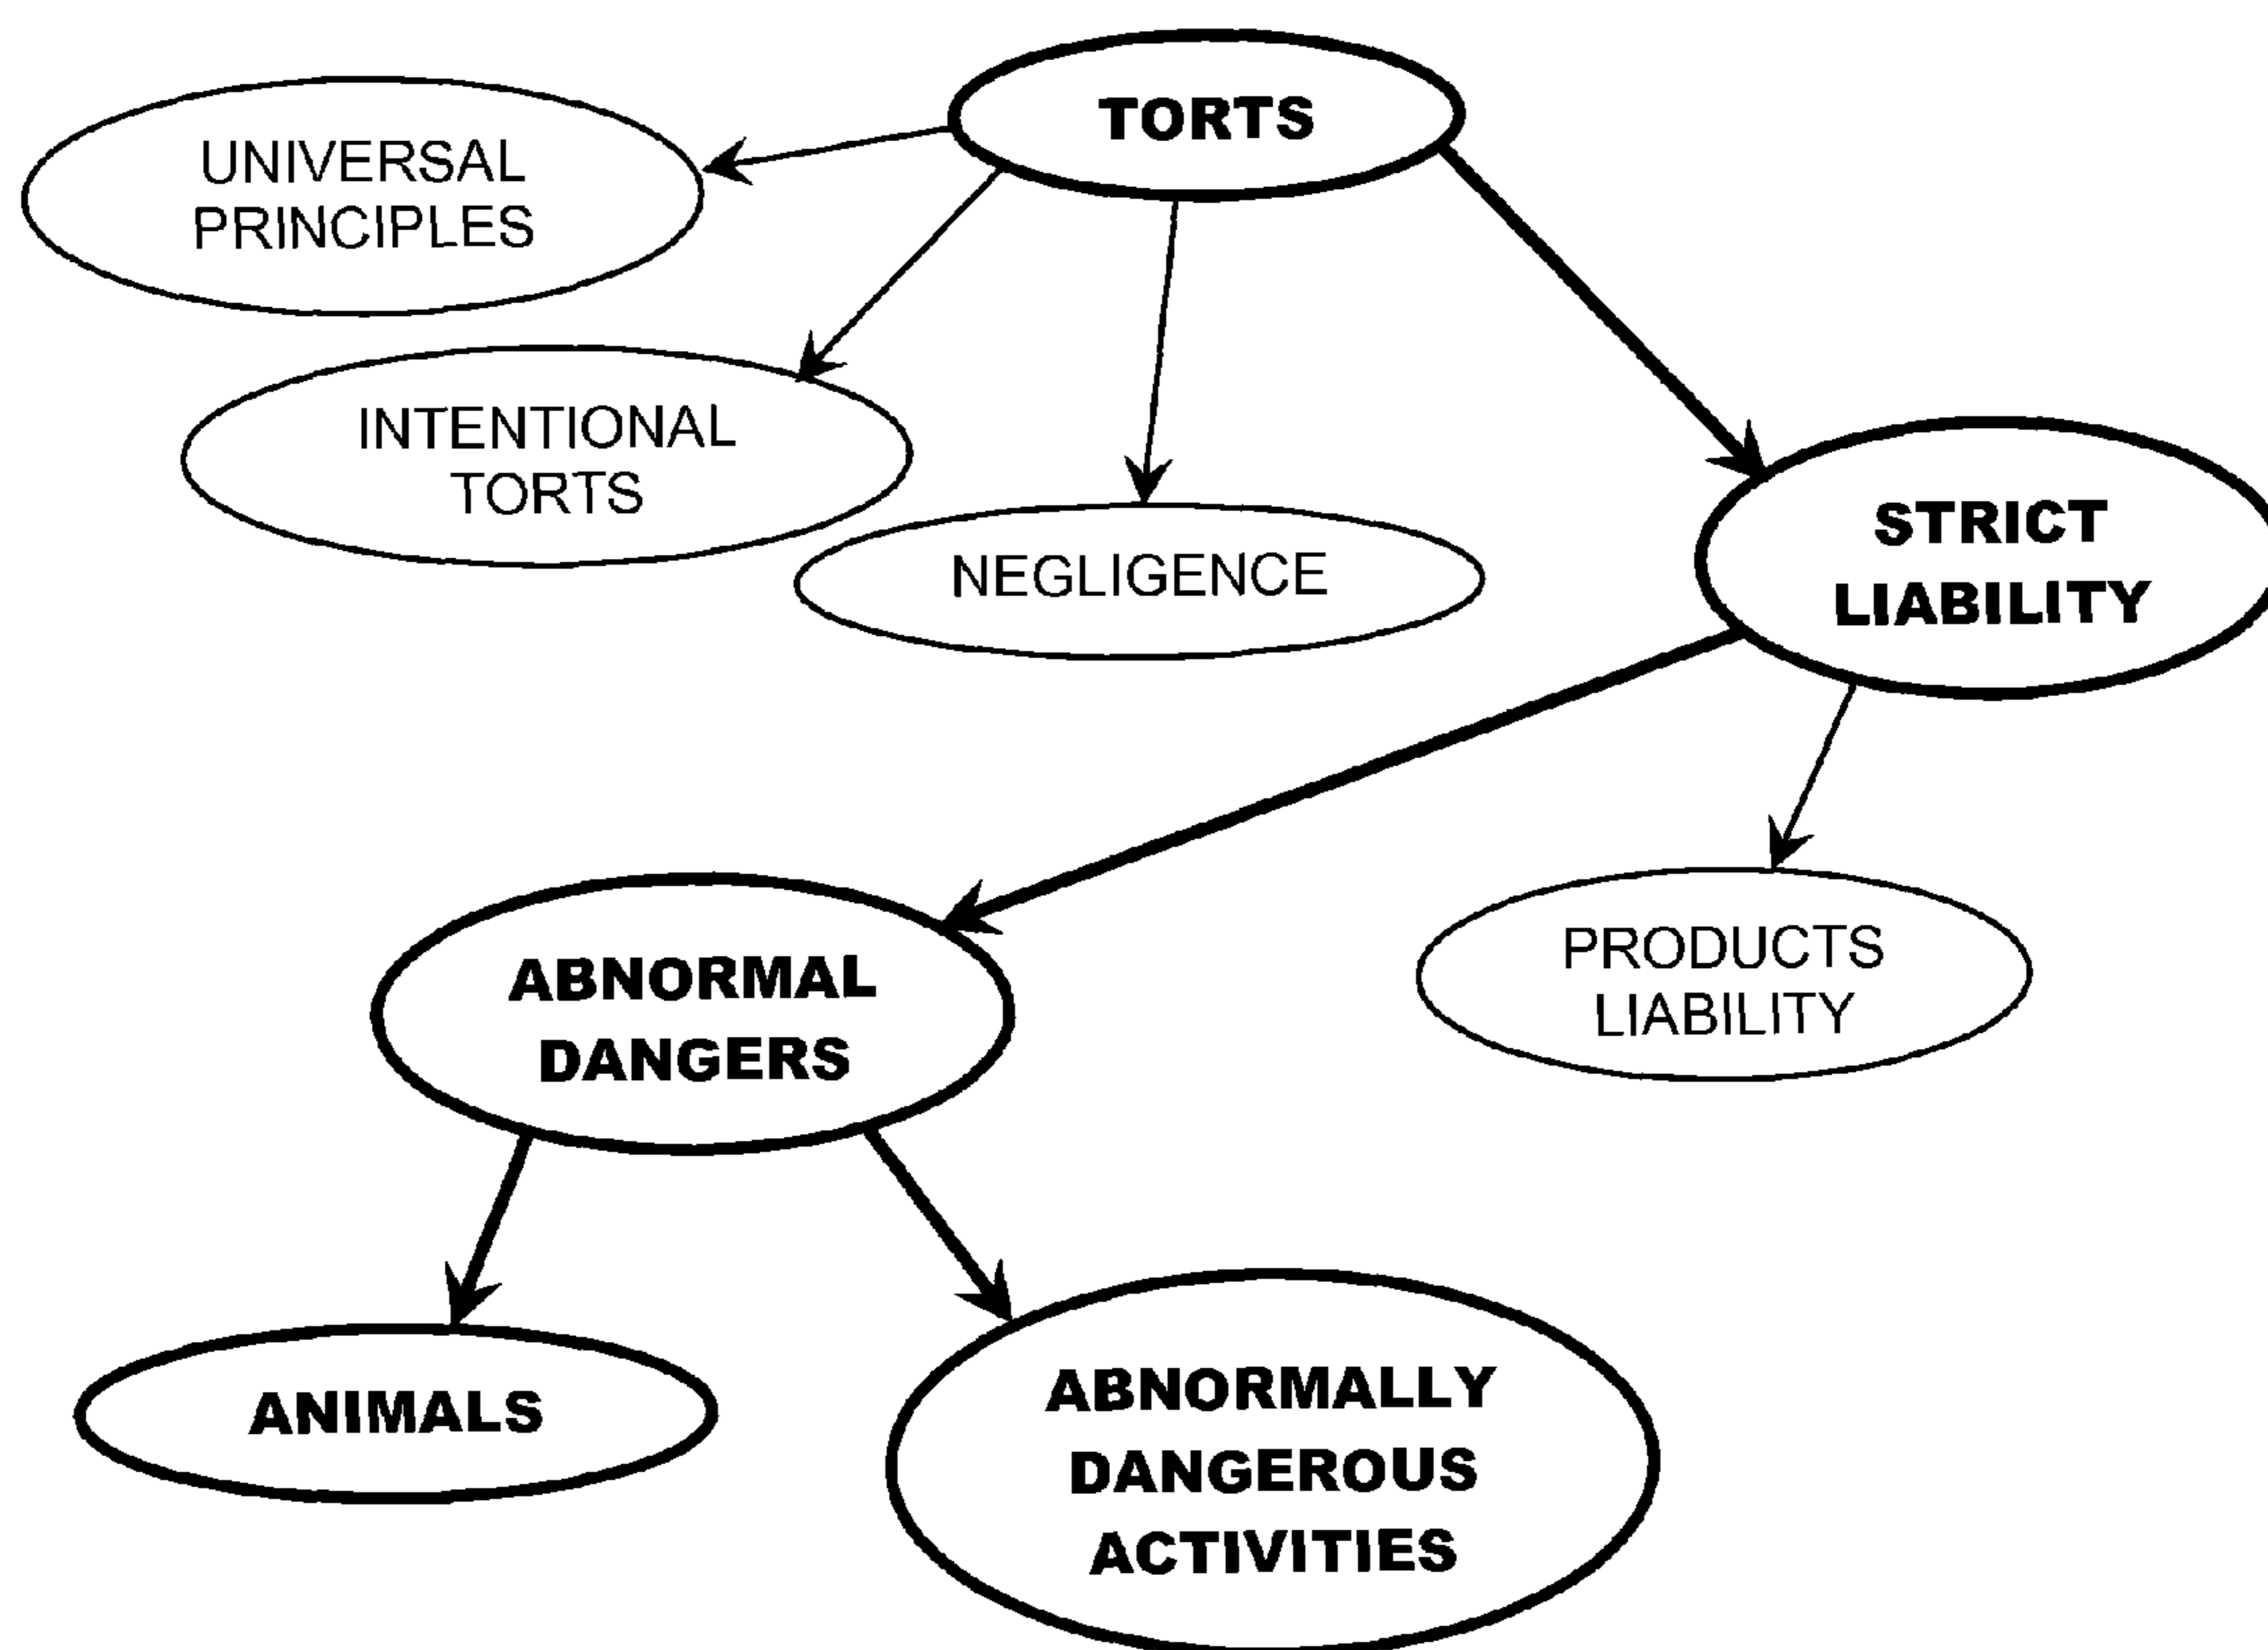 TORTS
UNIVERSAL
PRINCIPLES
INTENTIONAL
TORTS
NEGLIGENCE
STRICT
LIABILITY
ABNORMAL
DANGERS
PRODUCTS
LIABILITY
ANIMALS
ABNORMALLY
DANGEROUS
ACTIVITIES